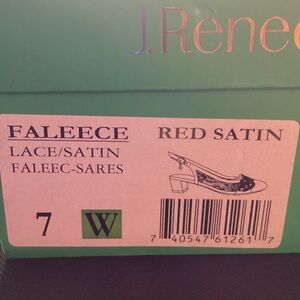 J.Renee
FALEECE RED SATIN
LACE/SATIN
FALEEC-SARES
7 W
7 40547 61261 7